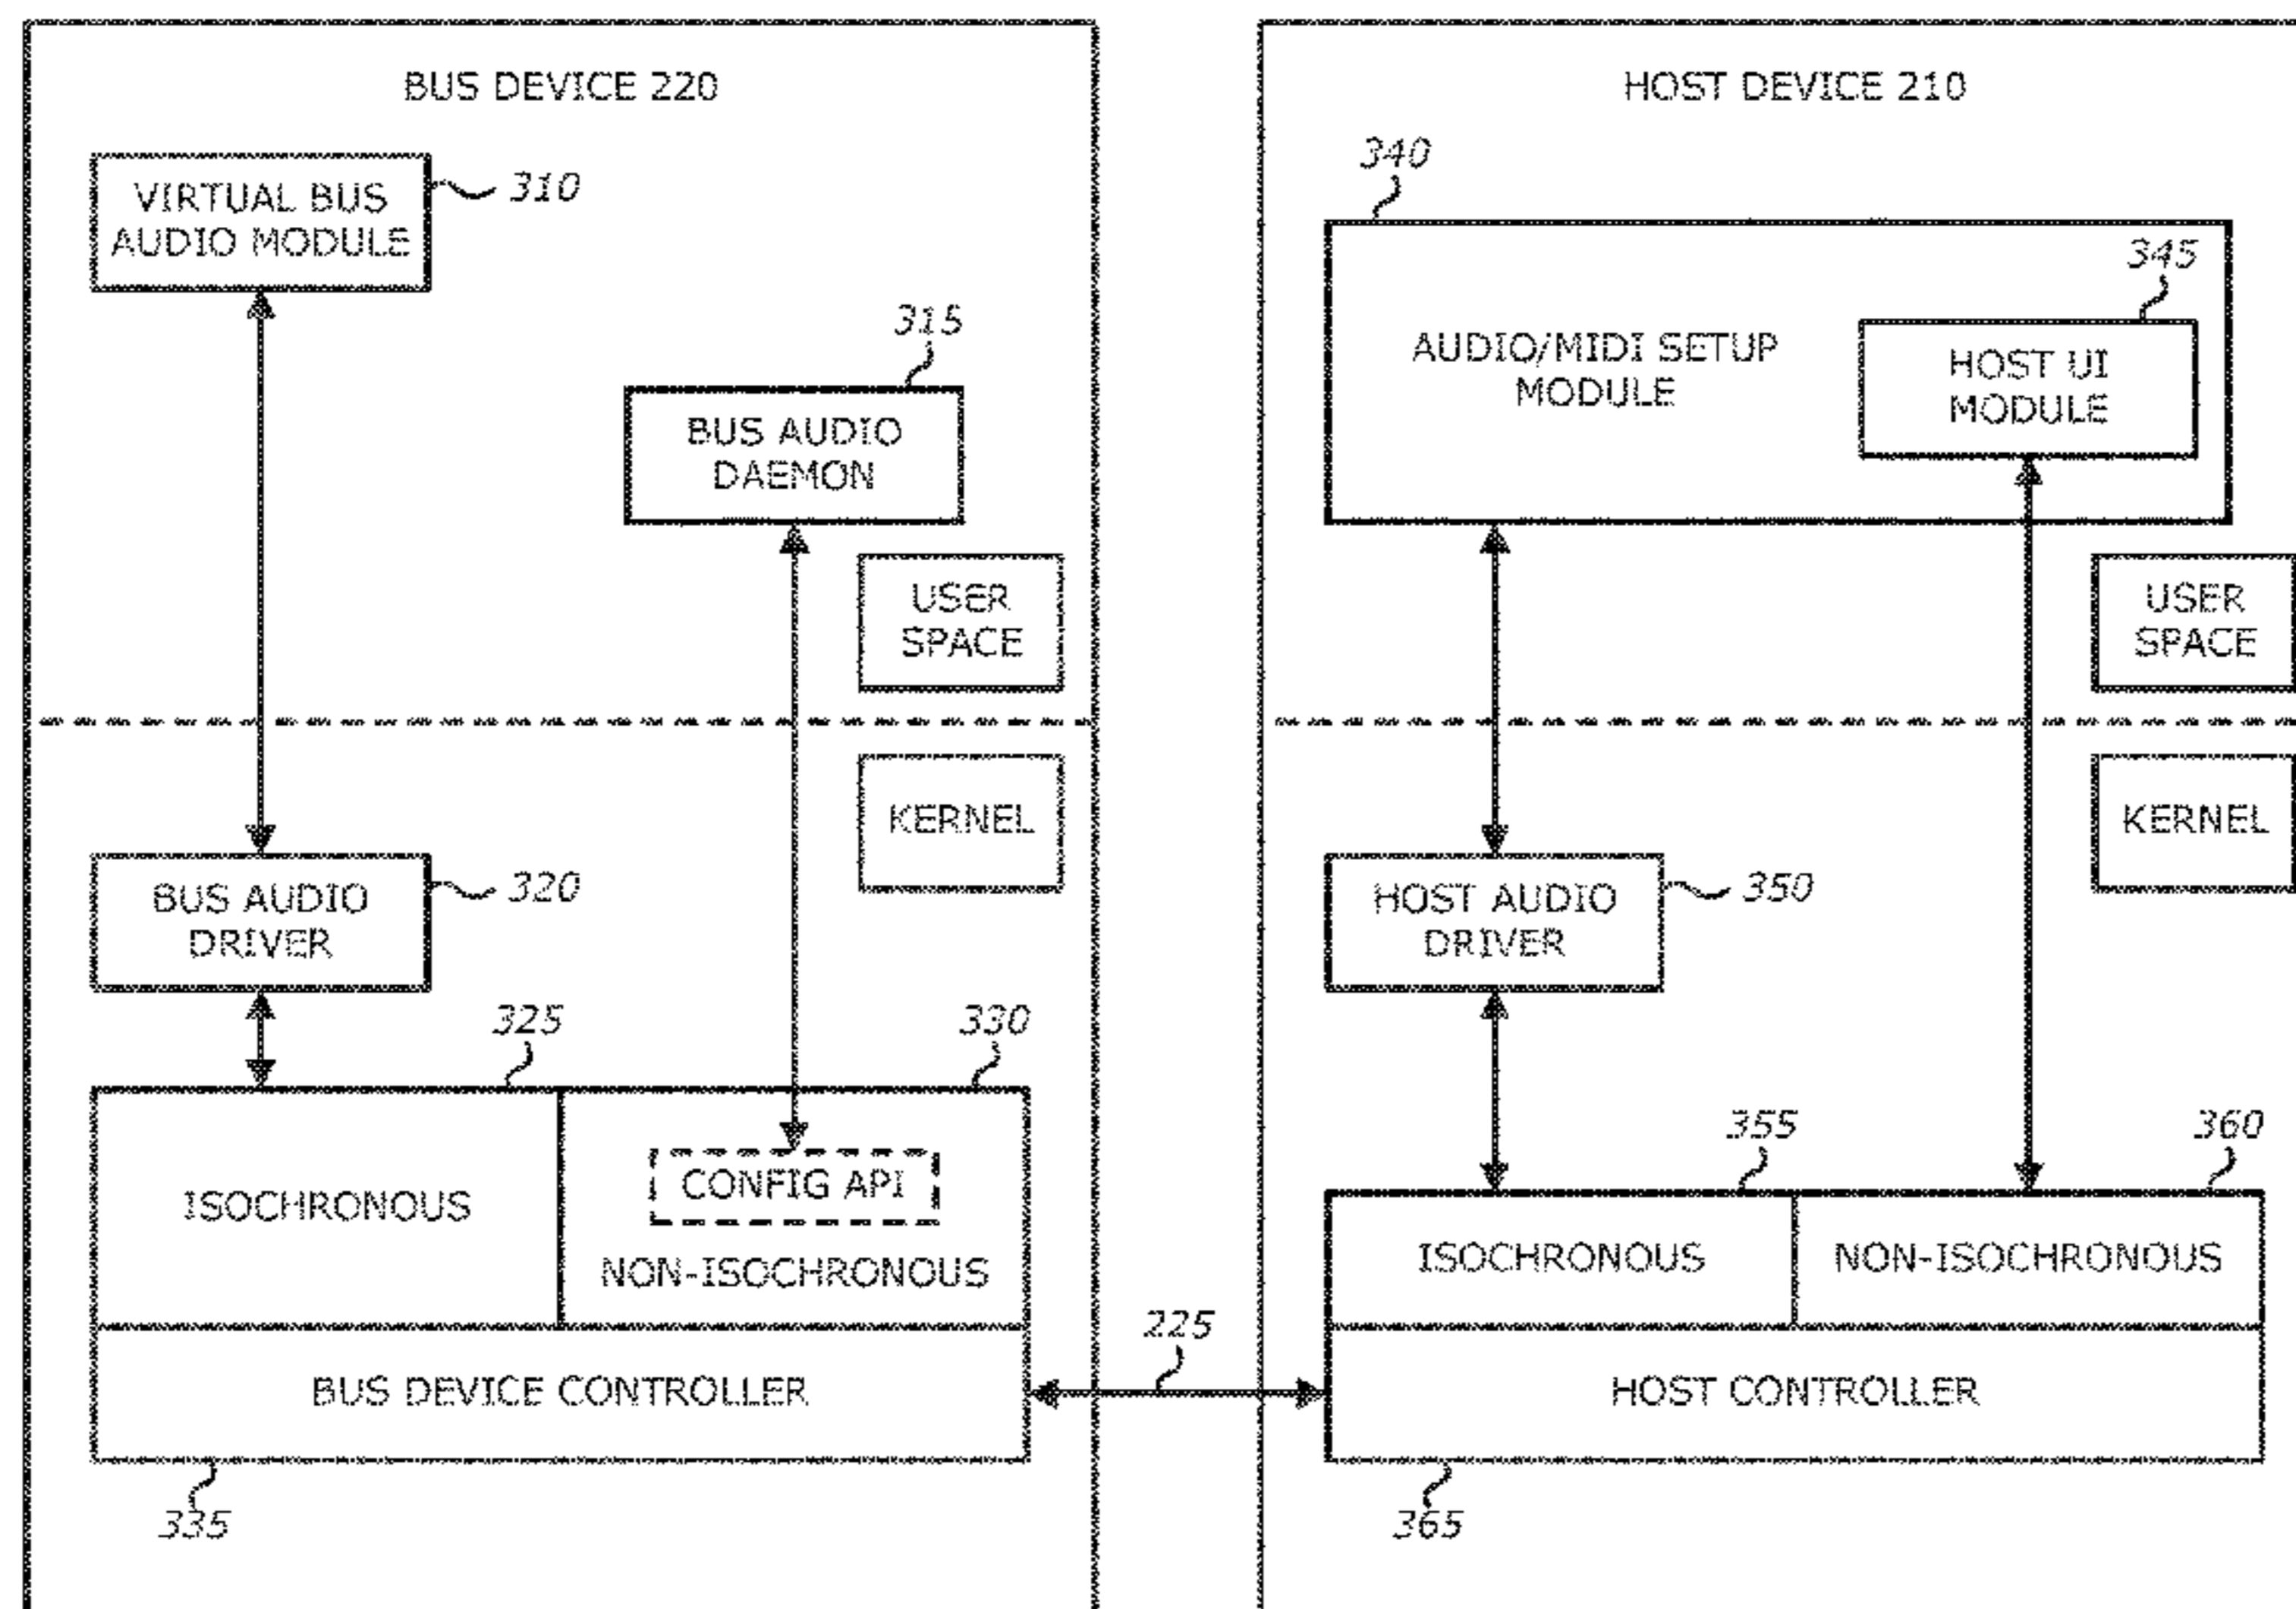 BUS DEVICE 220
VIRTUAL BUS
AUDIO MODULE
310
315
BUS AUDIO
DAEMON
USER
SPACE
KERNEL
BUS AUDIO
DRIVER
320
325
330
ISOCHRONOUS
CONFIG API
NON-ISOCHRONOUS
BUS DEVICE CONTROLLER
335
225
HOST DEVICE 210
340
345
AUDIO/MIDI SETUP
MODULE
HOST UI
MODULE
USER
SPACE
KERNEL
HOST AUDIO
DRIVER
350
355
360
ISOCHRONOUS
NON-ISOCHRONOUS
HOST CONTROLLER
365